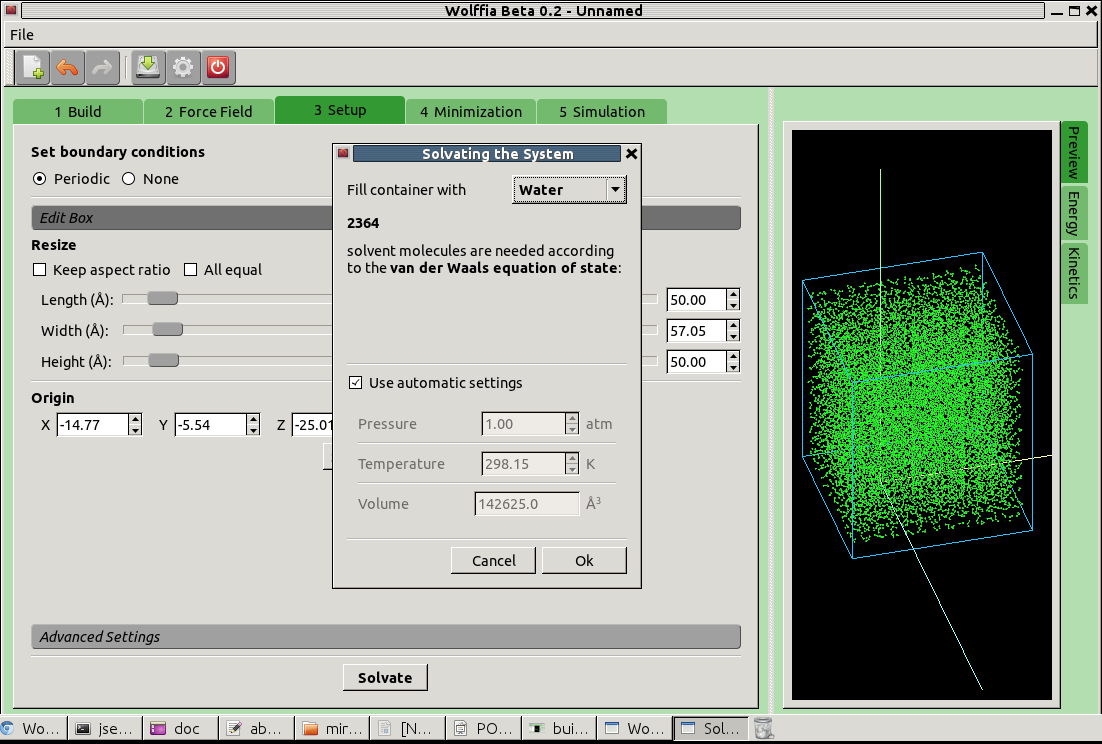 Wolffia Beta 0.2 - Unnamed
File
1 Build
2 Force Field
3 Setup
4 Minimization
5 Simulation
Set boundary conditions
Periodic
None
Edit Box
Resize
Keep aspect ratio
All equal
Length (Å):
50.00
Width (Å):
57.05
Height (Å):
50.00
Origin
X -14.77
Y -5.54
Z -25.01
Solvating the System
Fill container with
Water
2364
solvent molecules are needed according
to the van der Waals equation of state:
Use automatic settings
Pressure 1.00 atm
Temperature 298.15 K
Volume 142625.0 Å³
Cancel
Ok
Advanced Settings
Solvate
Preview
Energy
Kinetics
Wo...
jse...
doc
ab...
mir...
[N...
PO...
bui...
Wo...
Sol...